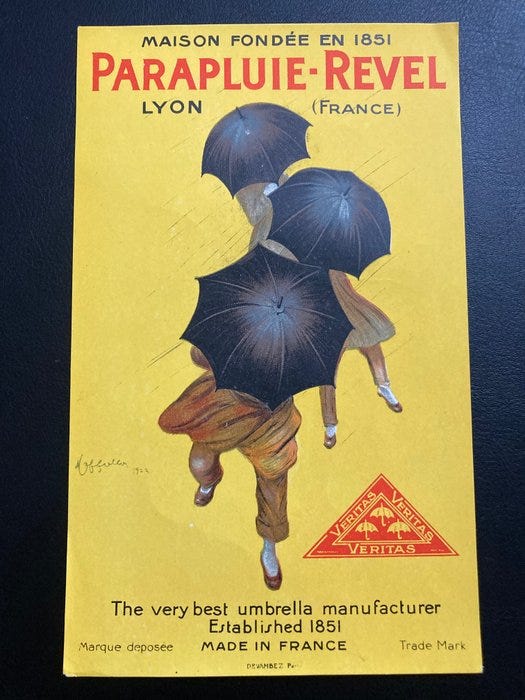 MAISON FONDÉE EN 1851
PARAPLUIE-REVEL
LYON (FRANCE)
1922
VERITAS VERITAS
VERITAS
The very best umbrella manufacturer
Established 1851
Marque deposée MADE IN FRANCE Trade Mark
DEVAMBEZ